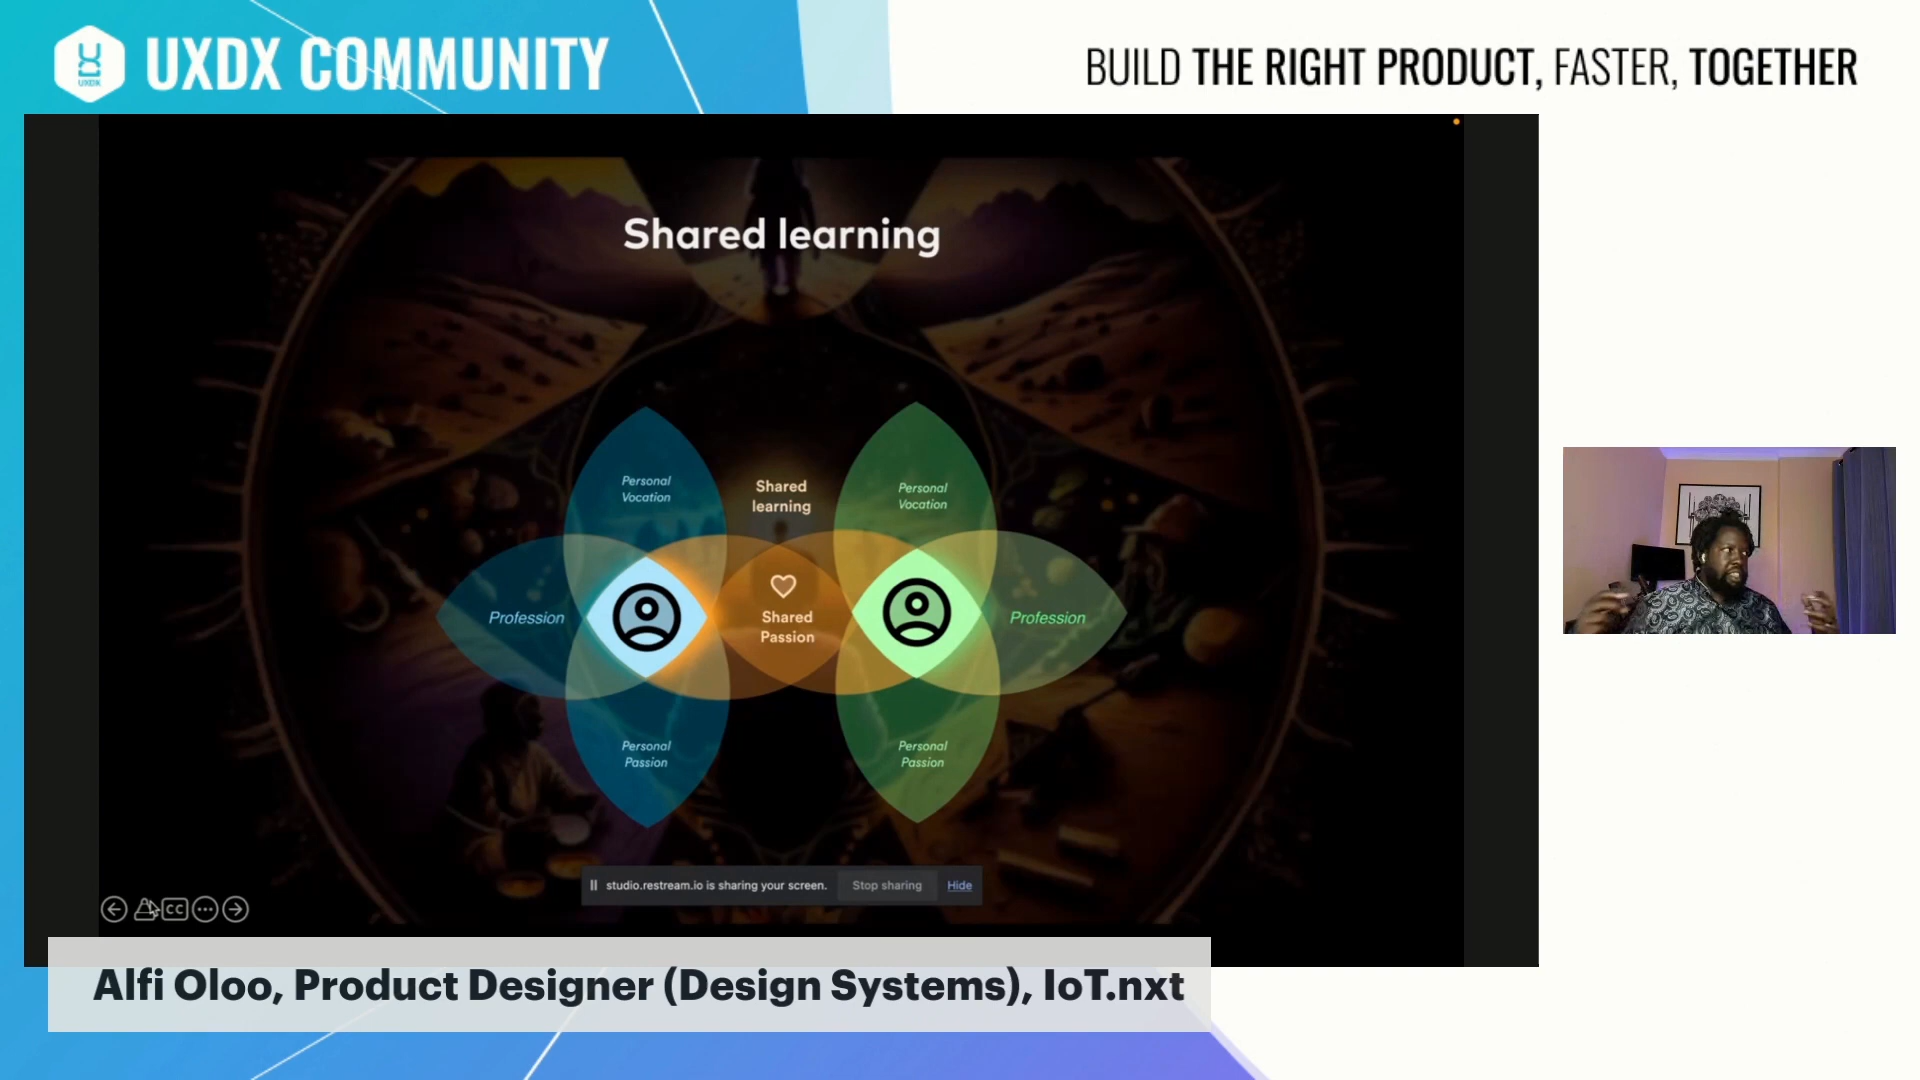 UXDX
UXDX COMMUNITY
BUILD THE RIGHT PRODUCT, FASTER, TOGETHER
Shared learning
Personal
Vocation
Shared
learning
Personal
Vocation
Profession
Shared
Passion
Profession
Personal
Passion
Personal
Passion
studio.restream.io is sharing your screen. Stop sharing Hide
CC
Alfi Oloo, Product Designer (Design Systems), IoT.nxt